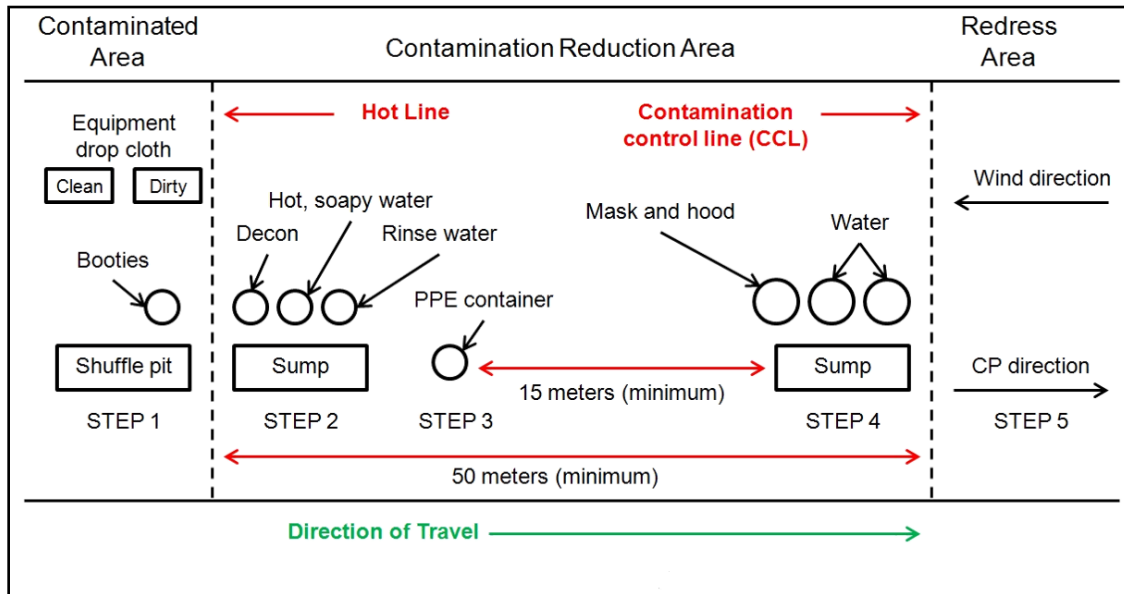 Contaminated
Area
Contamination Reduction Area
Redress
Area
Hot Line
Contamination
control line (CCL)
Equipment
drop cloth
Clean
Dirty
Hot, soapy water
Decon
Rinse water
Booties
PPE container
Mask and hood
Water
Wind direction
Shuffle pit
Sump
15 meters (minimum)
Sump
CP direction
STEP 1
STEP 2
STEP 3
STEP 4
STEP 5
50 meters (minimum)
Direction of Travel